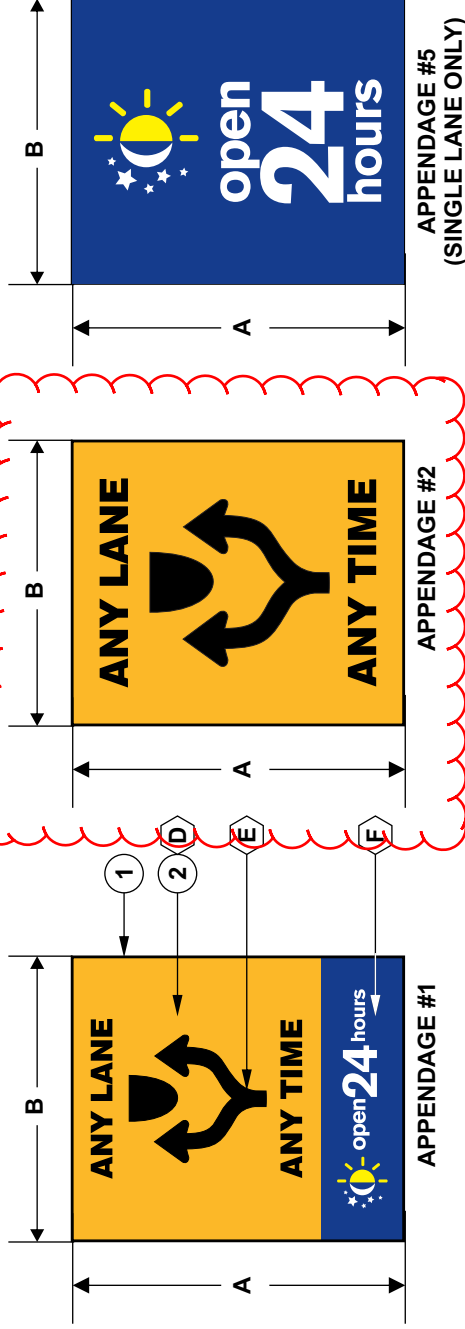 B
A
1
D
2
E
F
ANY LANE
ANY TIME
open 24 hours
APPENDAGE #1
B
A
ANY LANE
ANY TIME
APPENDAGE #2
B
A
open
24
hours
APPENDAGE #5
(SINGLE LANE ONLY)